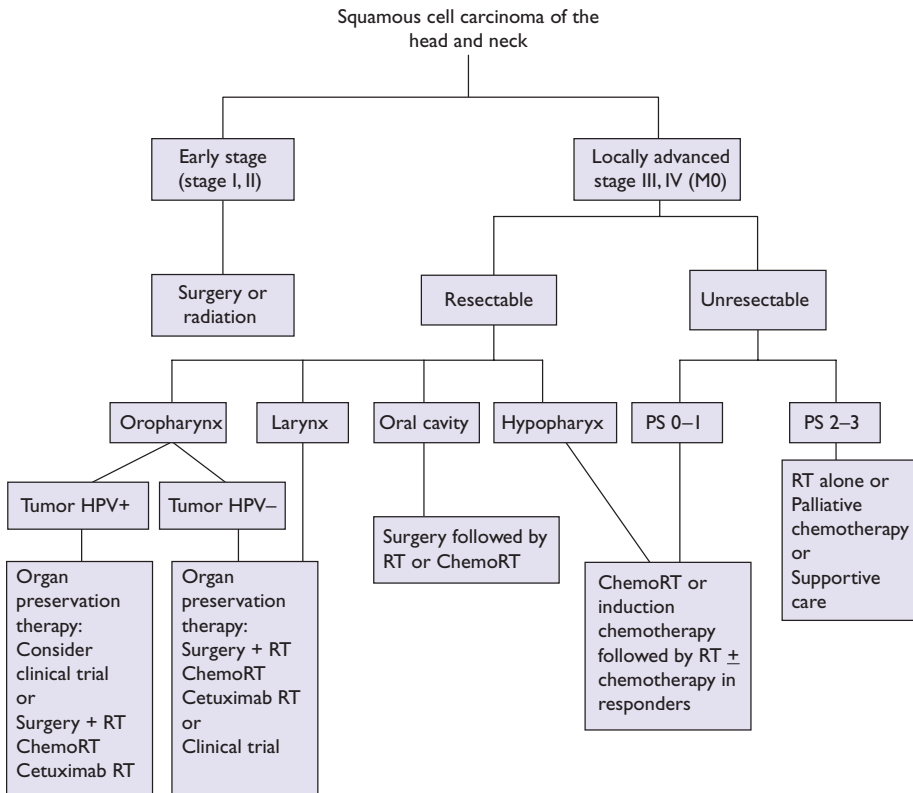 Squamous cell carcinoma of the
head and neck
Early stage
(stage I, II)
Locally advanced
stage III, IV (M0)
Surgery or
radiation
Resectable
Unresectable
Oropharynx
Larynx
Oral cavity
Hypopharyx
PS 0–1
PS 2–3
Tumor HPV+
Tumor HPV–
Surgery followed by
RT or ChemoRT
RT alone or
Palliative
chemotherapy
or
Supportive
care
Organ
preservation
therapy:
Consider
clinical trial
or
Surgery + RT
ChemoRT
Cetuximab RT
Organ
preservation
therapy:
Surgery + RT
ChemoRT
Cetuximab RT
or
Clinical trial
ChemoRT or
induction
chemotherapy
followed by RT ±
chemotherapy in
responders